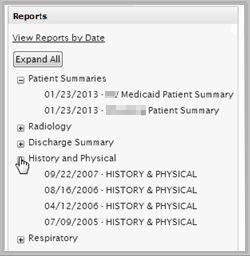 Reports
View Reports by Date
Expand All
Patient Summaries
01/23/2013 - Medicaid Patient Summary
01/23/2013 - Patient Summary
Radiology
Discharge Summary
History and Physical
09/22/2007 - HISTORY & PHYSICAL
08/16/2006 - HISTORY & PHYSICAL
04/12/2006 - HISTORY & PHYSICAL
07/09/2005 - HISTORY & PHYSICAL
Respiratory